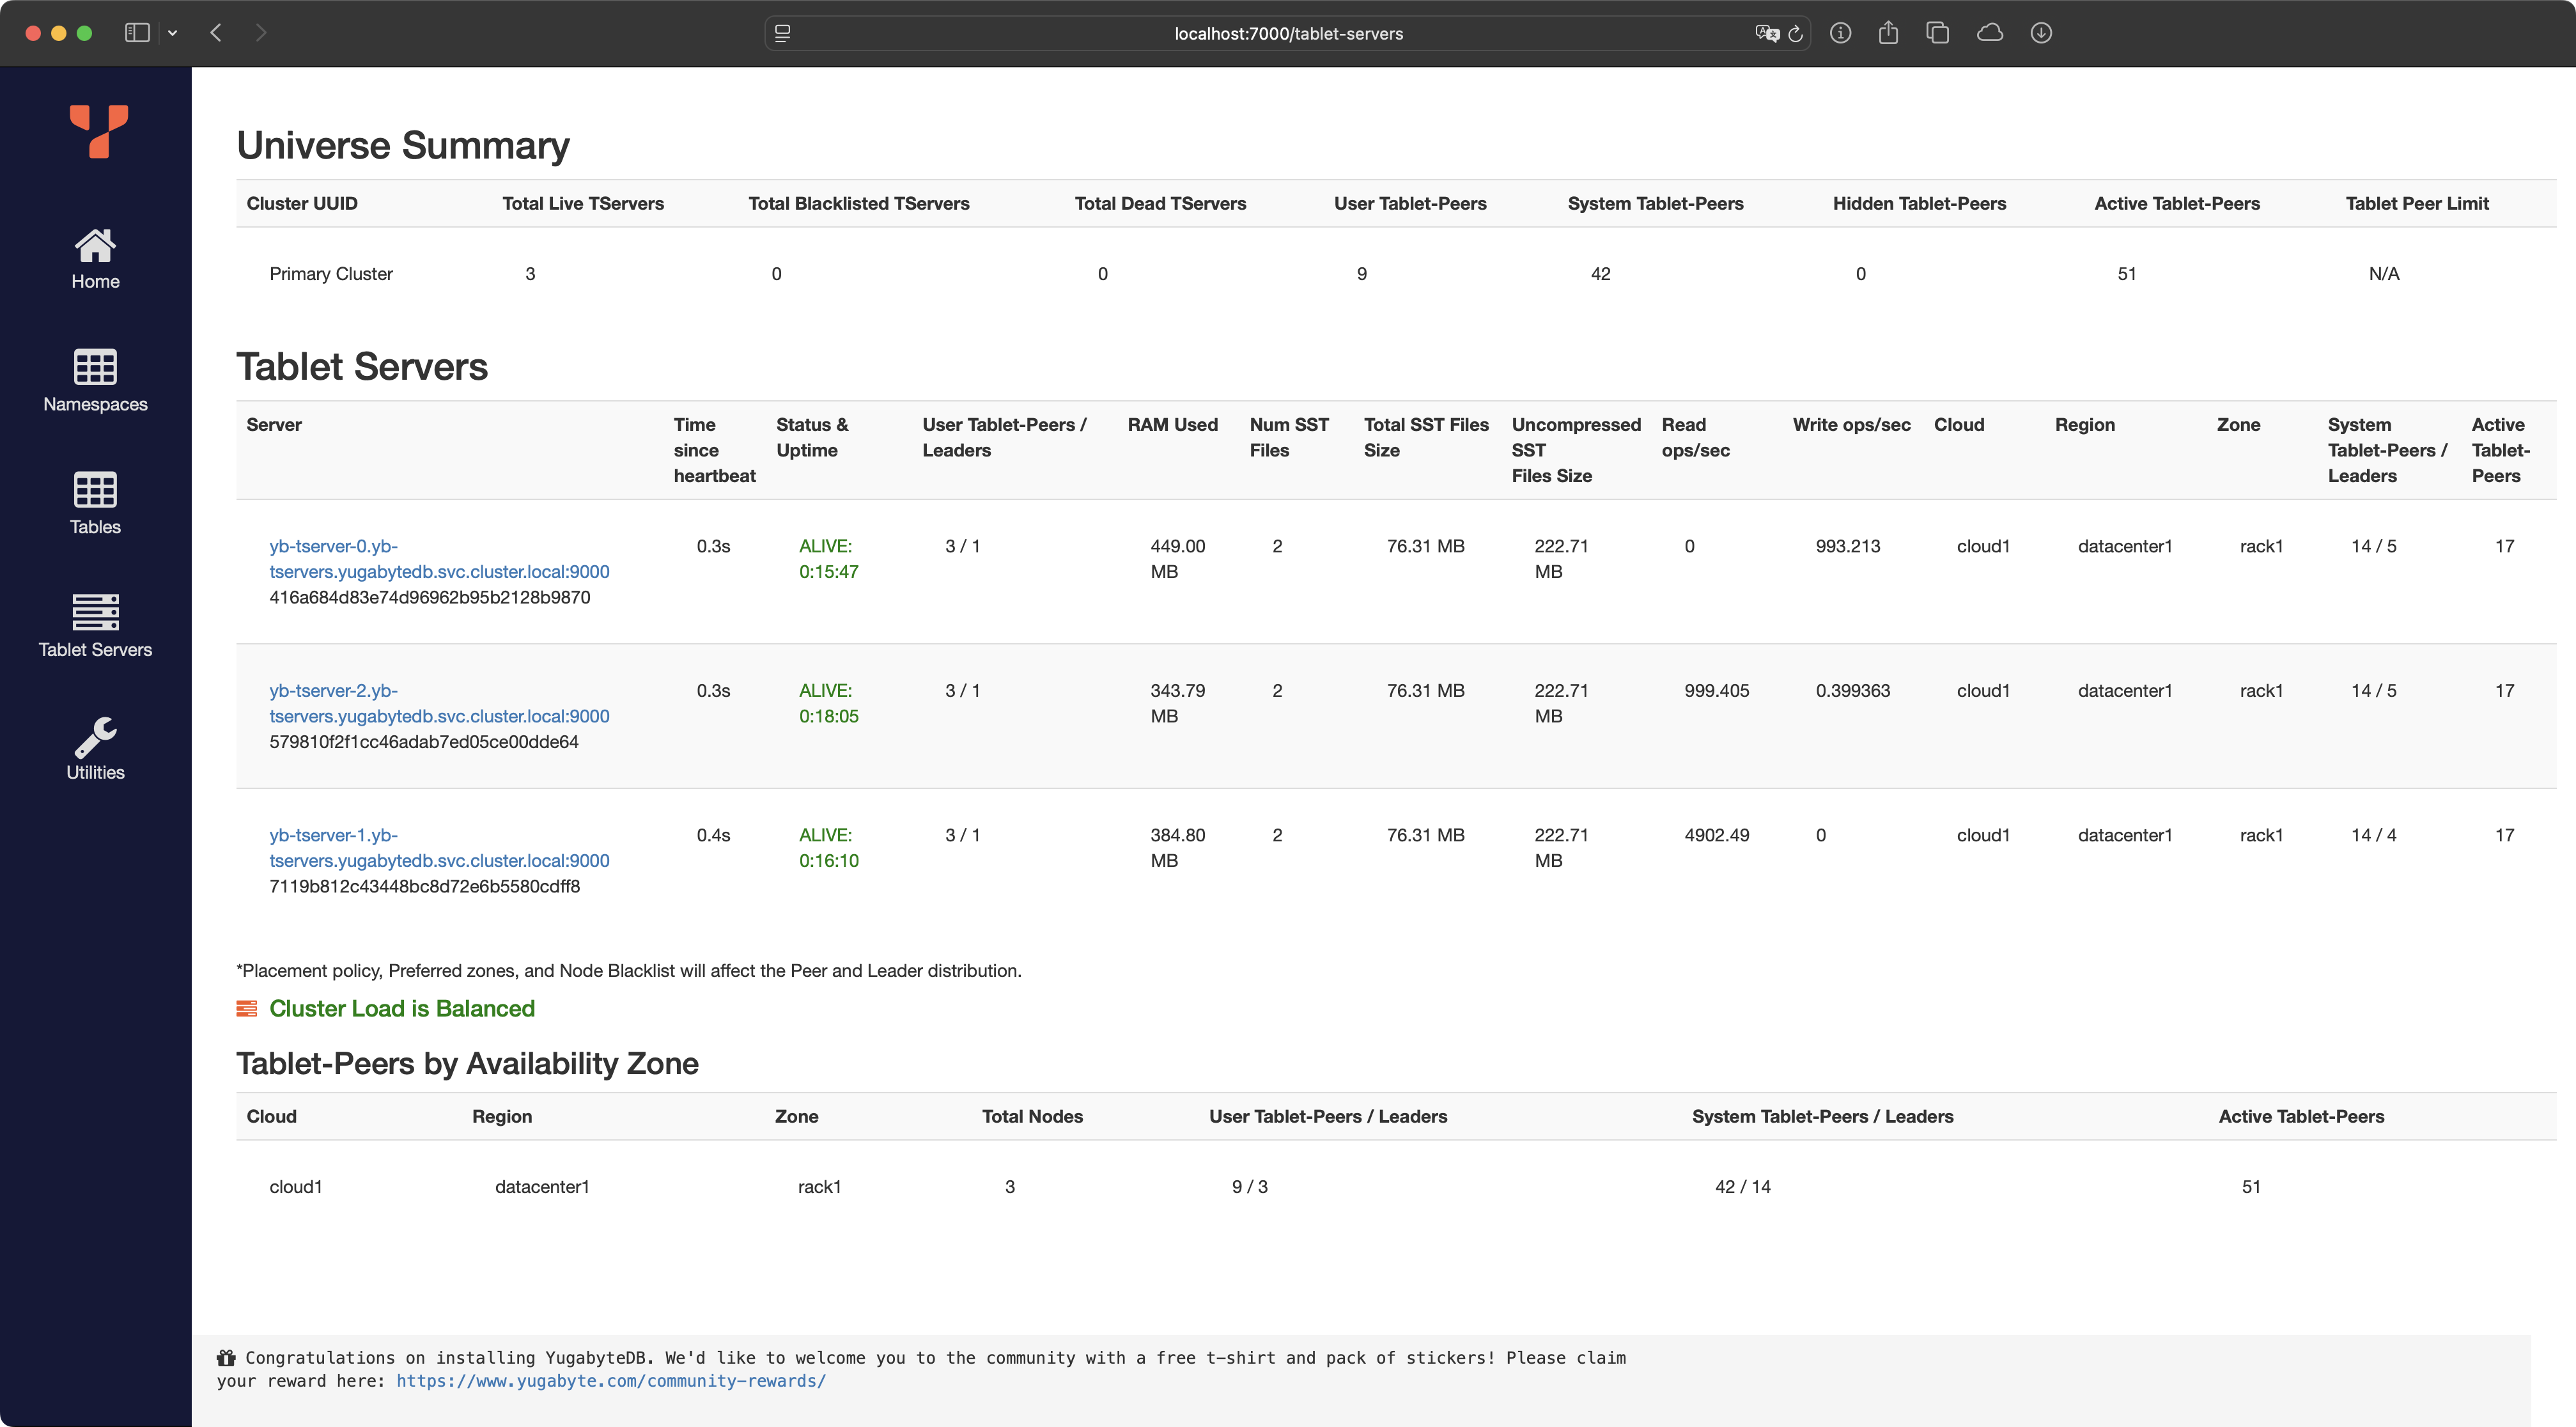 localhost:7000/tablet-servers
Home
Namespaces
Tables
Tablet Servers
Utilities
Universe Summary
Cluster UUID Total Live TServers Total Blacklisted TServers Total Dead TServers User Tablet-Peers System Tablet-Peers Hidden Tablet-Peers Active Tablet-Peers Tablet Peer Limit
Primary Cluster 3 0 0 9 42 0 51 N/A
Tablet Servers
Server Time Status & User Tablet-Peers / RAM Used Num SST Total SST Files Uncompressed Read Write ops/sec Cloud Region Zone System Active
since Uptime Leaders Files Size SST ops/sec Tablet-Peers / Tablet-
heartbeat Files Size Leaders Peers
yb-tserver-0.yb- 0.3s ALIVE: 3 / 1 449.00 2 76.31 MB 222.71 0 993.213 cloud1 datacenter1 rack1 14 / 5 17
tservers.yugabytedb.svc.cluster.local:9000 0:15:47 MB MB
416a684d83e74d96962b95b2128b9870
yb-tserver-2.yb- 0.3s ALIVE: 3 / 1 343.79 2 76.31 MB 222.71 999.405 0.399363 cloud1 datacenter1 rack1 14 / 5 17
tservers.yugabytedb.svc.cluster.local:9000 0:18:05 MB MB
579810f2f1cc46adab7ed05ce00dde64
yb-tserver-1.yb- 0.4s ALIVE: 3 / 1 384.80 2 76.31 MB 222.71 4902.49 0 cloud1 datacenter1 rack1 14 / 4 17
tservers.yugabytedb.svc.cluster.local:9000 0:16:10 MB MB
7119b812c43448bc8d72e6b5580cdff8
*Placement policy, Preferred zones, and Node Blacklist will affect the Peer and Leader distribution.
Cluster Load is Balanced
Tablet-Peers by Availability Zone
Cloud Region Zone Total Nodes User Tablet-Peers / Leaders System Tablet-Peers / Leaders Active Tablet-Peers
cloud1 datacenter1 rack1 3 9 / 3 42 / 14 51
Congratulations on installing YugabyteDB. We'd like to welcome you to the community with a free t-shirt and pack of stickers! Please claim
your reward here: https://www.yugabyte.com/community-rewards/